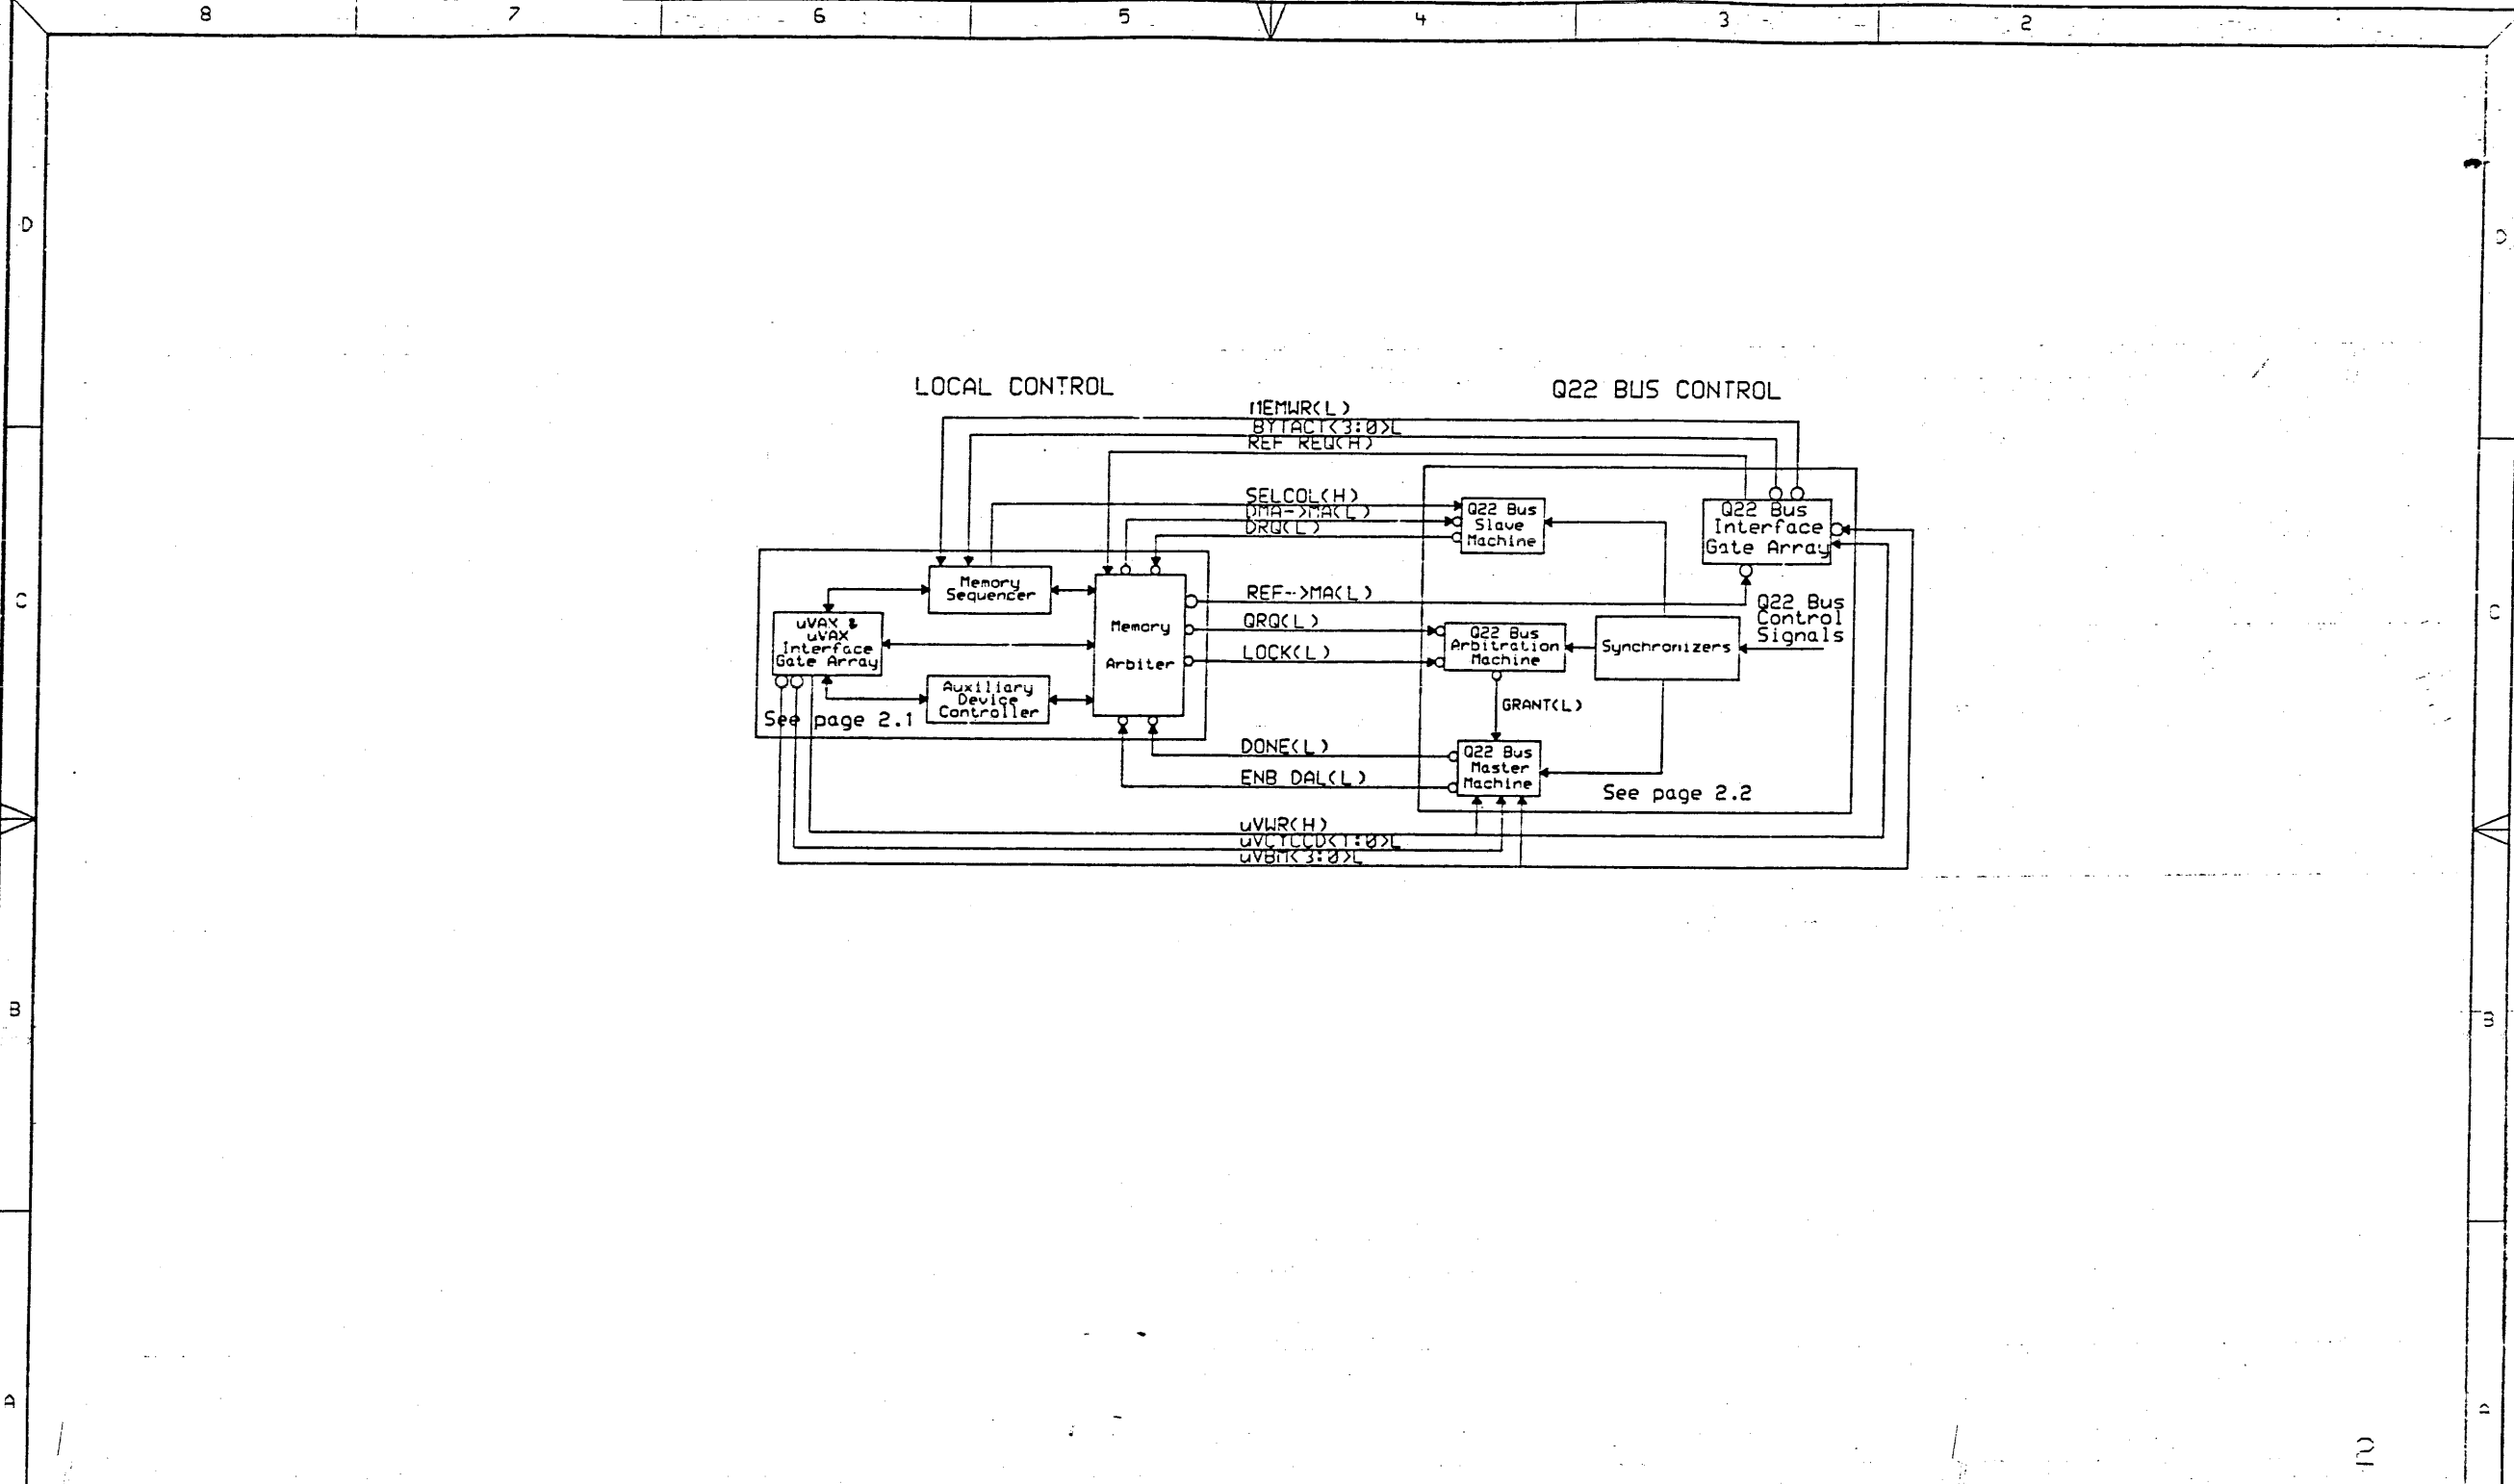 8 7 6 5 4 3 2
D
D
LOCAL CONTROL
Q22 BUS CONTROL
MEMWR(L)
BYTACT<3:0>L
REF REQ(H)
SELCOL(H)
DMA->MA(L)
DRQ(L)
Q22 Bus
Slave
Machine
Q22 Bus
Interface
Gate Array
Memory
Sequencer
C
C
REF->MA(L)
Q22 Bus
Control
Signals
uVAX &
uVAX
Interface
Gate Array
Memory
Arbiter
QRQ(L)
LOCK(L)
Q22 Bus
Arbitration
Machine
Synchronizers
Auxiliary
Device
Controller
See page 2.1
GRANT(L)
DONE(L)
ENB DAL(L)
Q22 Bus
Master
Machine
See page 2.2
uVWR(H)
uVCTLCD<1:0>L
uVBM<3:0>L
B
B
A
A
2